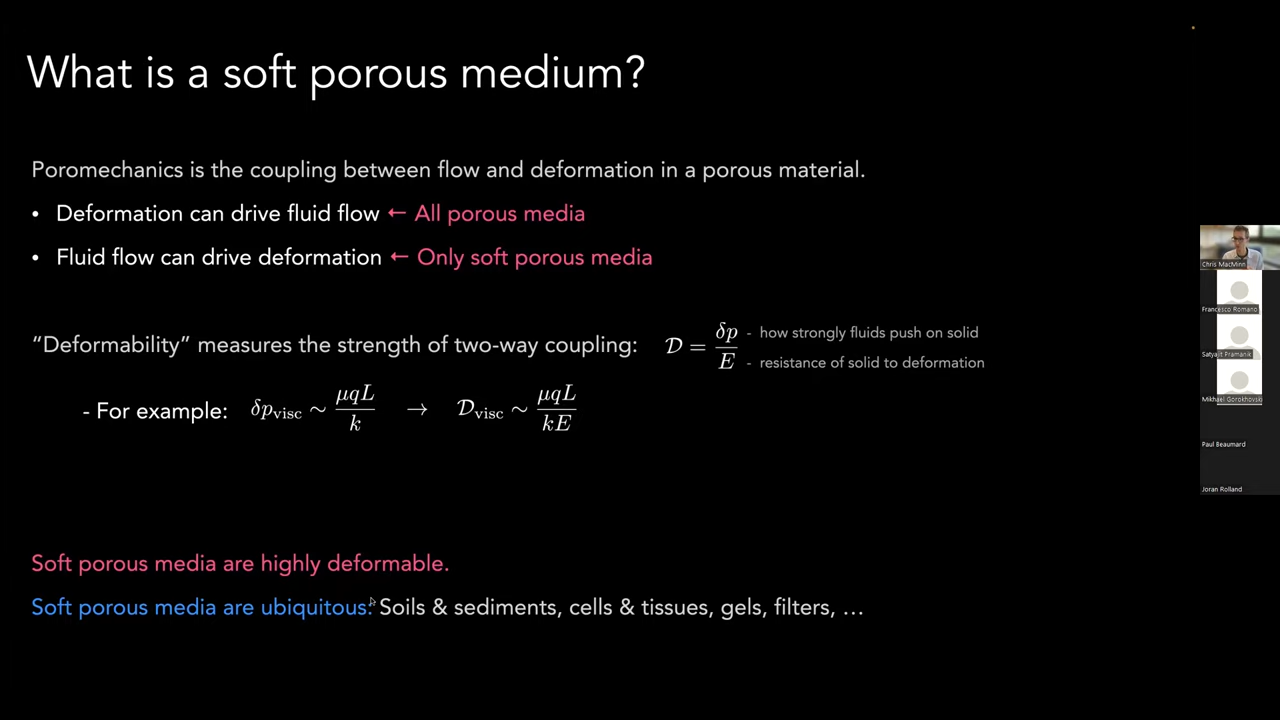 What is a soft porous medium?
Poromechanics is the coupling between flow and deformation in a porous material.
• Deformation can drive fluid flow ← All porous media
• Fluid flow can drive deformation ← Only soft porous media
“Deformability” measures the strength of two-way coupling: 𝒟 = δp / E
- how strongly fluids push on solid
- resistance of solid to deformation
- For example: δp_visc ~ μqL / k → 𝒟_visc ~ μqL / kE
Soft porous media are highly deformable.
Soft porous media are ubiquitous: Soils & sediments, cells & tissues, gels, filters, …
Chris MacMinn
Francesco Romano
Satyajit Pramanik
Mikhael Gorokhovski
Paul Beaumard
Joran Rolland